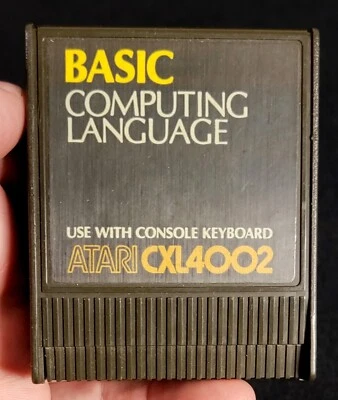 BASIC
COMPUTING
LANGUAGE
USE WITH CONSOLE KEYBOARD
ATARI CXL4002